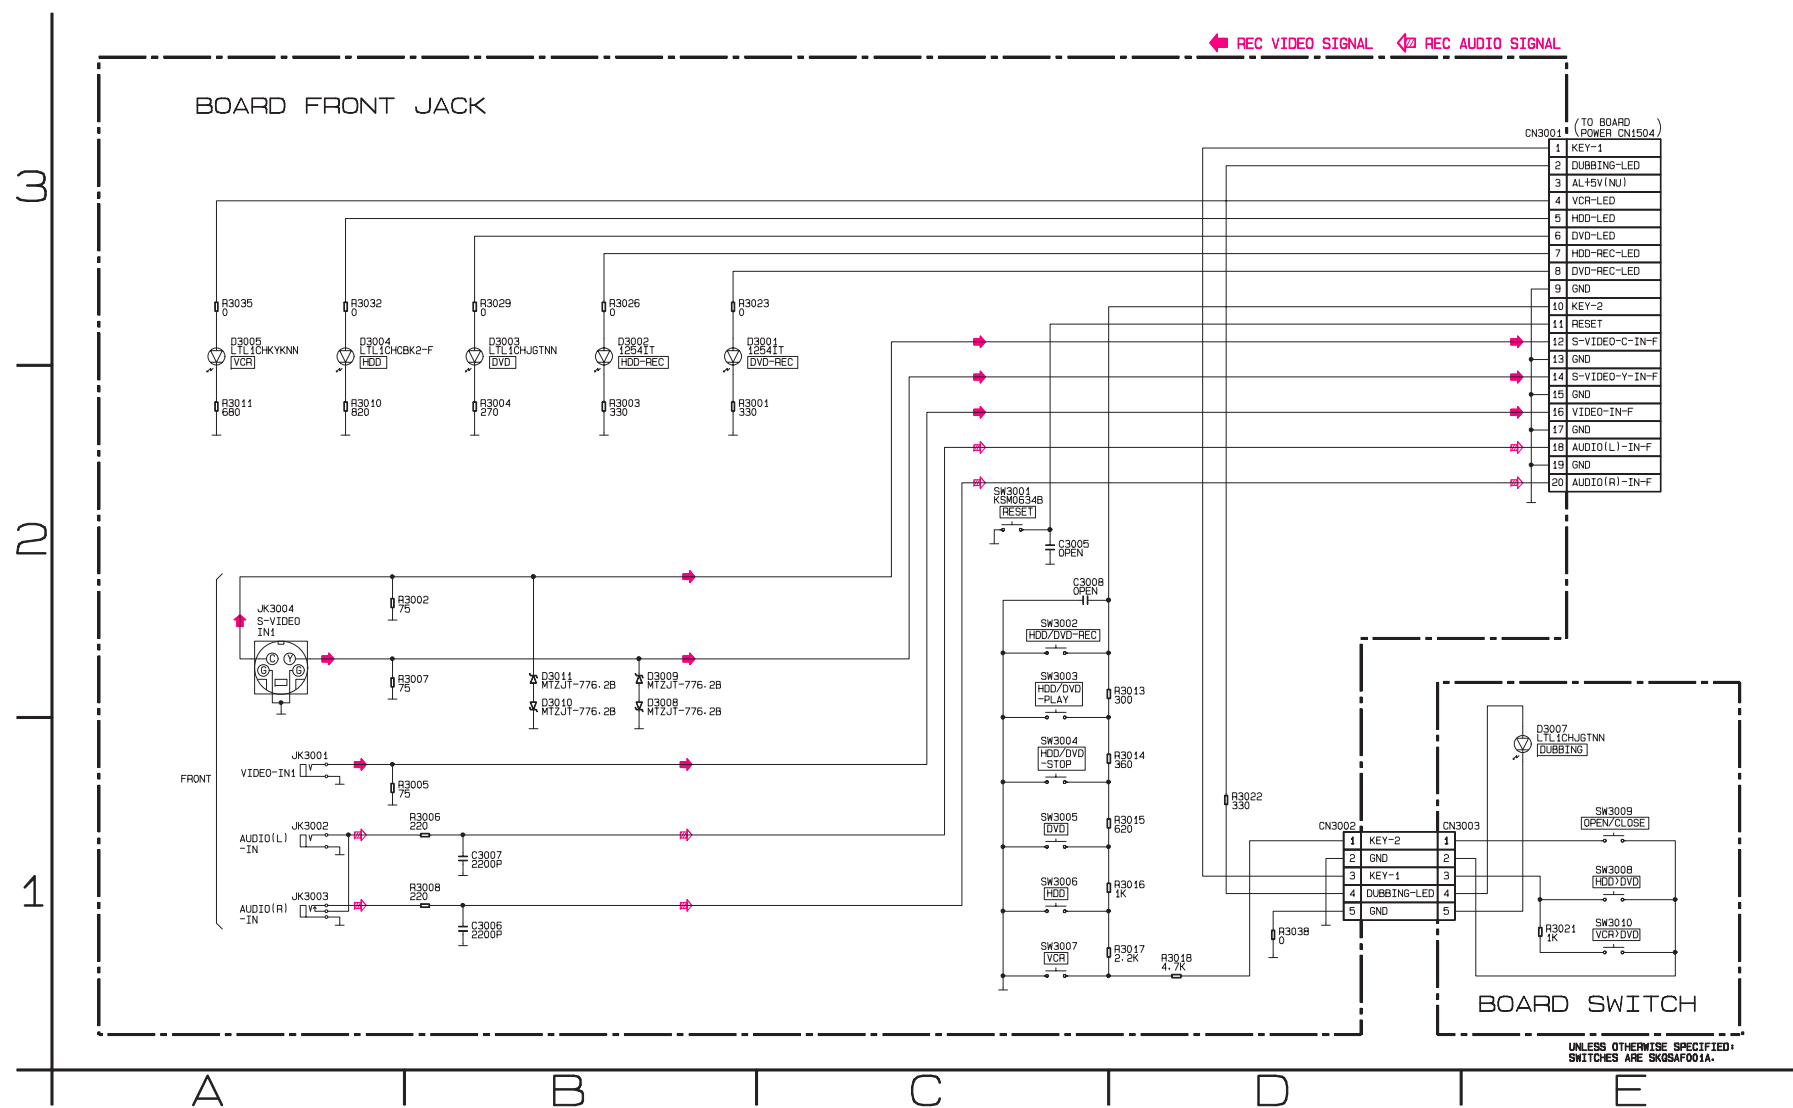 REC VIDEO SIGNAL
REC AUDIO SIGNAL
BOARD FRONT JACK
CN3001
(TO BOARD
POWER CN1504)
1 KEY-1
2 DUBBING-LED
3 AL+5V(NU)
4 VCR-LED
5 HDD-LED
6 DVD-LED
7 HDD-REC-LED
8 DVD-REC-LED
9 GND
10 KEY-2
11 RESET
12 S-VIDEO-C-IN-F
13 GND
14 S-VIDEO-Y-IN-F
15 GND
16 VIDEO-IN-F
17 GND
18 AUDIO(L)-IN-F
19 GND
20 AUDIO(R)-IN-F
3
R3035
0
R3032
0
R3029
0
R3026
0
R3023
0
D3005
LTL1CHKYKNN
VCR
D3004
LTL1CHCBK2-F
HDD
D3003
LTL1CHJGTNN
DVD
D3002
1254IT
HDD-REC
D3001
1254IT
DVD-REC
R3011
680
R3010
820
R3004
270
R3003
330
R3001
330
2
SW3001
KSM0634B
RESET
C3005
OPEN
C3008
OPEN
JK3004
S-VIDEO
IN1
C Y
G G
R3002
75
R3007
75
D3011
MTZJT-776.2B
D3010
MTZJT-776.2B
D3009
MTZJT-776.2B
D3008
MTZJT-776.2B
SW3002
HDD/DVD-REC
SW3003
HDD/DVD
-PLAY
R3013
300
SW3004
HDD/DVD
-STOP
R3014
360
SW3005
DVD
R3015
620
SW3006
HDD
R3016
1K
SW3007
VCR
R3017
2.2K
R3018
4.7K
FRONT
JK3001
VIDEO-IN1
V
R3005
75
JK3002
AUDIO(L)
-IN
V
R3006
220
C3007
2200P
JK3003
AUDIO(R)
-IN
R3008
220
C3006
2200P
1
R3022
330
R3038
0
CN3002
CN3003
1 KEY-2 1
2 GND 2
3 KEY-1 3
4 DUBBING-LED 4
5 GND 5
D3007
LTL1CHJGTNN
DUBBING
SW3009
OPEN/CLOSE
SW3008
HDD>DVD
R3021
1K
SW3010
VCR>DVD
BOARD SWITCH
UNLESS OTHERWISE SPECIFIED:
SWITCHES ARE SKQSAF001A.
A B C D E